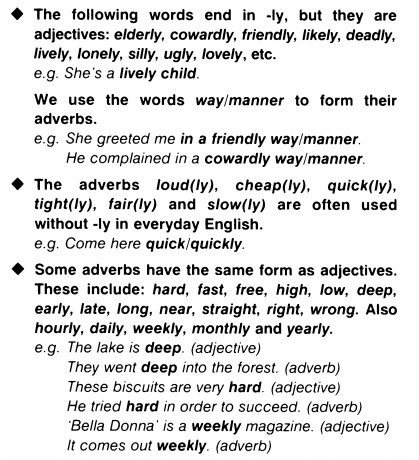 ◆ The following words end in -ly, but they are
adjectives: elderly, cowardly, friendly, likely, deadly,
lively, lonely, silly, ugly, lovely, etc.
e.g. She's a lively child.
We use the words way/manner to form their
adverbs.
e.g. She greeted me in a friendly way/manner.
He complained in a cowardly way/manner.
◆ The adverbs loud(ly), cheap(ly), quick(ly),
tight(ly), fair(ly) and slow(ly) are often used
without -ly in everyday English.
e.g. Come here quick/quickly.
◆ Some adverbs have the same form as adjectives.
These include: hard, fast, free, high, low, deep,
early, late, long, near, straight, right, wrong. Also
hourly, daily, weekly, monthly and yearly.
e.g. The lake is deep. (adjective)
They went deep into the forest. (adverb)
These biscuits are very hard. (adjective)
He tried hard in order to succeed. (adverb)
'Bella Donna' is a weekly magazine. (adjective)
It comes out weekly. (adverb)